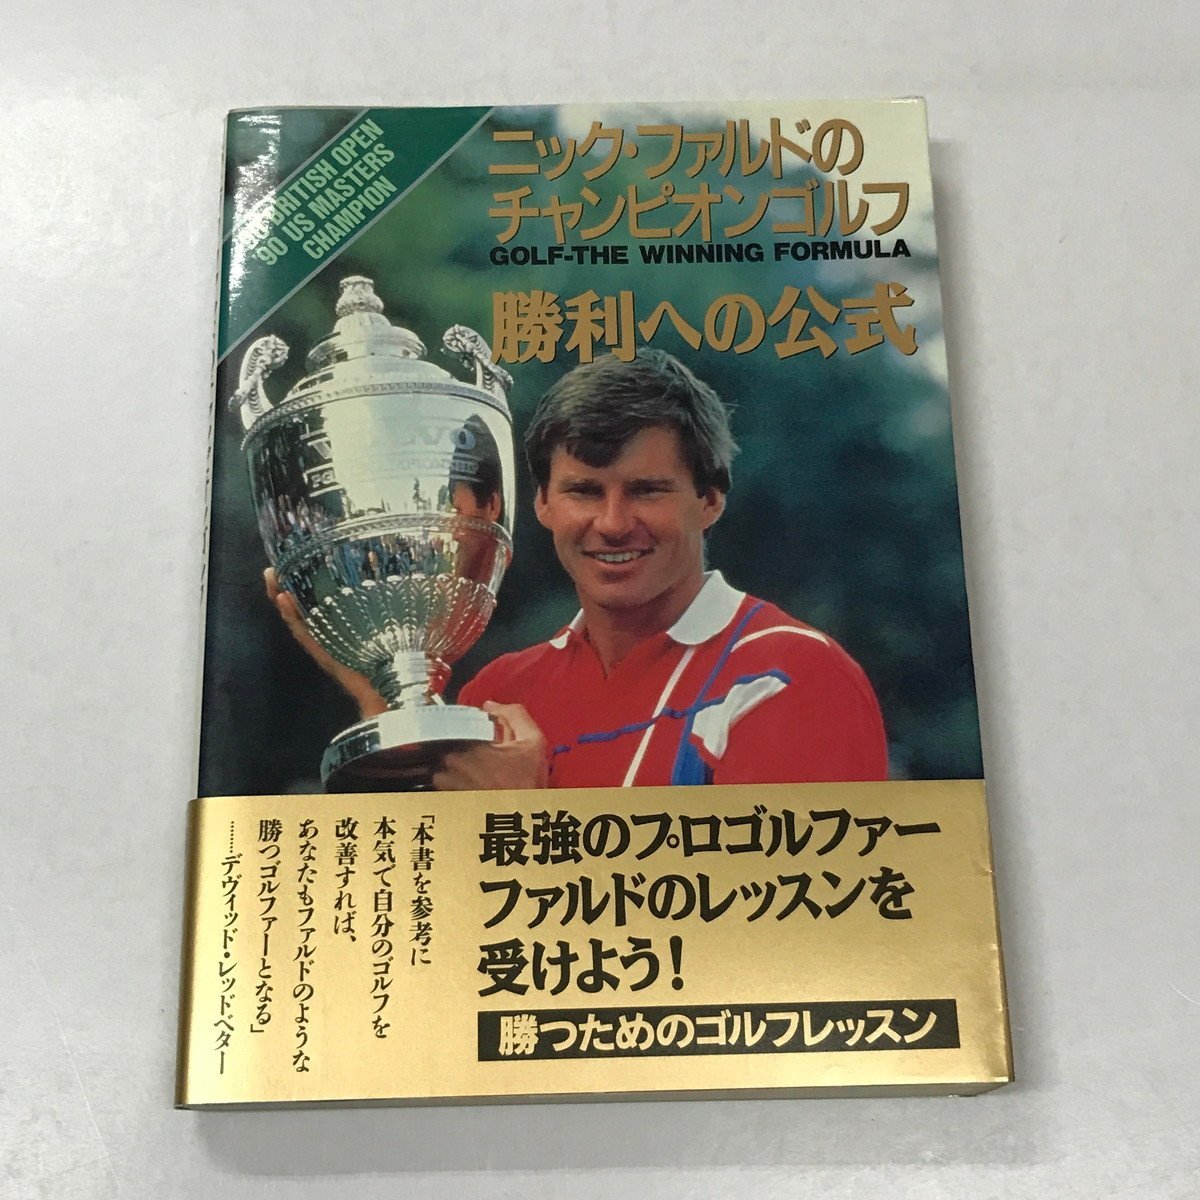 BRITISH OPEN
'90 US MASTERS
CHAMPION
ニック・ファルドの
チャンピオンゴルフ
GOLF-THE WINNING FORMULA
勝利への公式
最強のプロゴルファー
ファルドのレッスンを
受けよう!
勝つためのゴルフレッスン
「本書を参考に
本気で自分のゴルフを
改善すれば、
あなたもファルドのような
勝つゴルファーとなる」
………デヴィッド・レッドベター